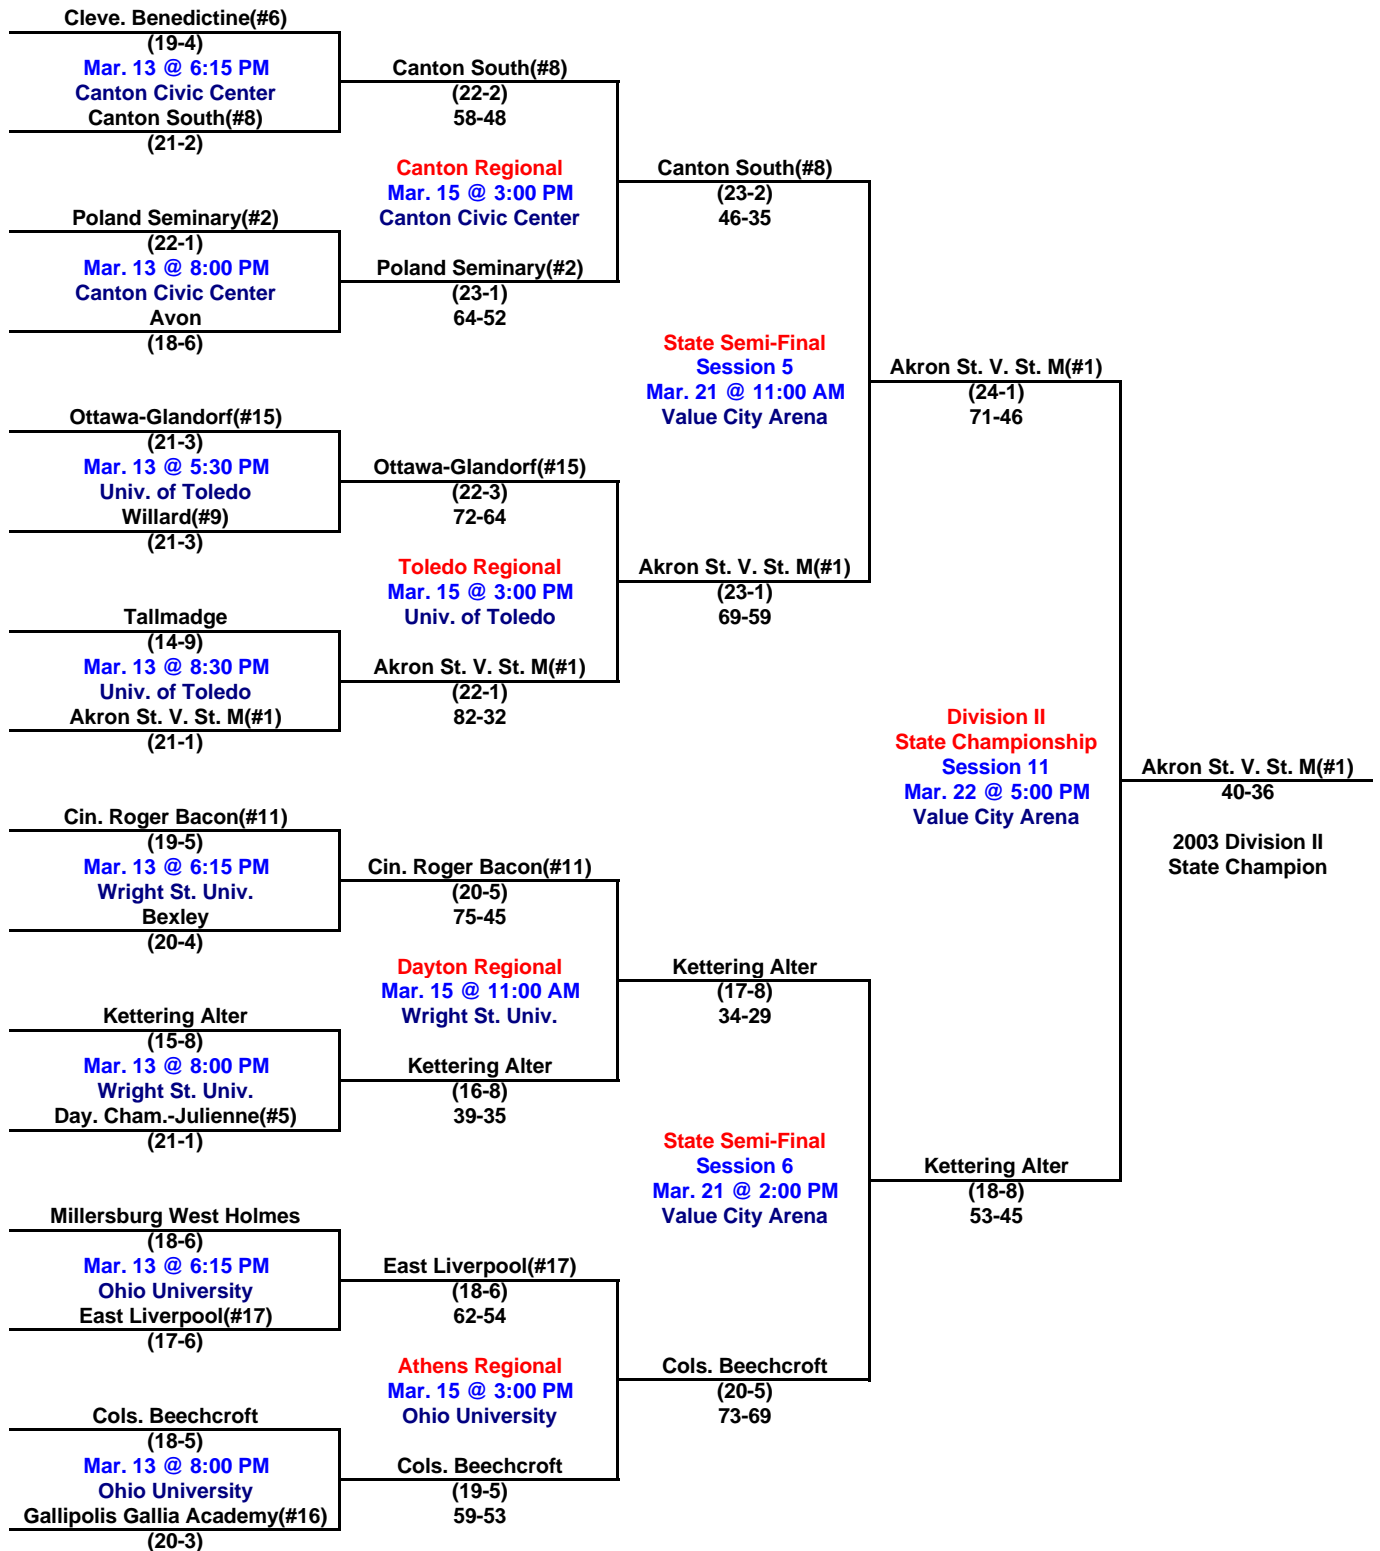 Cleve. Benedictine(#6)
(19-4)
Mar. 13 @ 6:15 PM
Canton Civic Center
Canton South(#8)
(21-2)
Poland Seminary(#2)
(22-1)
Mar. 13 @ 8:00 PM
Canton Civic Center
Avon
(18-6)
Ottawa-Glandorf(#15)
(21-3)
Mar. 13 @ 5:30 PM
Univ. of Toledo
Willard(#9)
(21-3)
Tallmadge
(14-9)
Mar. 13 @ 8:30 PM
Univ. of Toledo
Akron St. V. St. M(#1)
(21-1)
Cin. Roger Bacon(#11)
(19-5)
Mar. 13 @ 6:15 PM
Wright St. Univ.
Bexley
(20-4)
Kettering Alter
(15-8)
Mar. 13 @ 8:00 PM
Wright St. Univ.
Day. Cham.-Julienne(#5)
(21-1)
Millersburg West Holmes
(18-6)
Mar. 13 @ 6:15 PM
Ohio University
East Liverpool(#17)
(17-6)
Cols. Beechcroft
(18-5)
Mar. 13 @ 8:00 PM
Ohio University
Gallipolis Gallia Academy(#16)
(20-3)
Canton South(#8)
(22-2)
58-48
Canton Regional
Mar. 15 @ 3:00 PM
Canton Civic Center
Poland Seminary(#2)
(23-1)
64-52
Ottawa-Glandorf(#15)
(22-3)
72-64
Toledo Regional
Mar. 15 @ 3:00 PM
Univ. of Toledo
Akron St. V. St. M(#1)
(22-1)
82-32
Cin. Roger Bacon(#11)
(20-5)
75-45
Dayton Regional
Mar. 15 @ 11:00 AM
Wright St. Univ.
Kettering Alter
(16-8)
39-35
East Liverpool(#17)
(18-6)
62-54
Athens Regional
Mar. 15 @ 3:00 PM
Ohio University
Cols. Beechcroft
(19-5)
59-53
Canton South(#8)
(23-2)
46-35
State Semi-Final
Session 5
Mar. 21 @ 11:00 AM
Value City Arena
Akron St. V. St. M(#1)
(23-1)
69-59
Kettering Alter
(17-8)
34-29
State Semi-Final
Session 6
Mar. 21 @ 2:00 PM
Value City Arena
Cols. Beechcroft
(20-5)
73-69
Akron St. V. St. M(#1)
(24-1)
71-46
Division II
State Championship
Session 11
Mar. 22 @ 5:00 PM
Value City Arena
Kettering Alter
(18-8)
53-45
Akron St. V. St. M(#1)
40-36
2003 Division II
State Champion